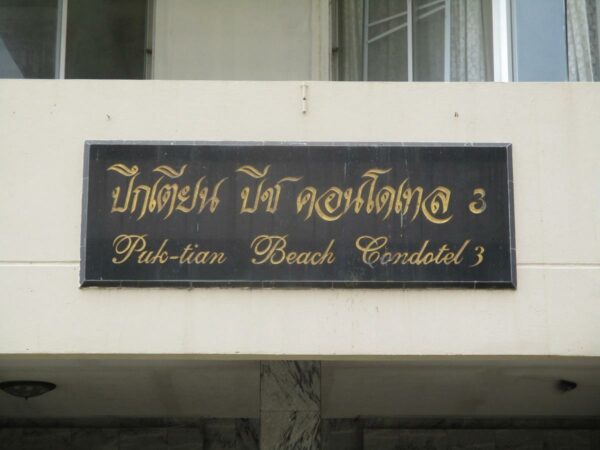 ปึกเตียน บีช คอนโดเทล 3
Puk-tian Beach Condotel 3